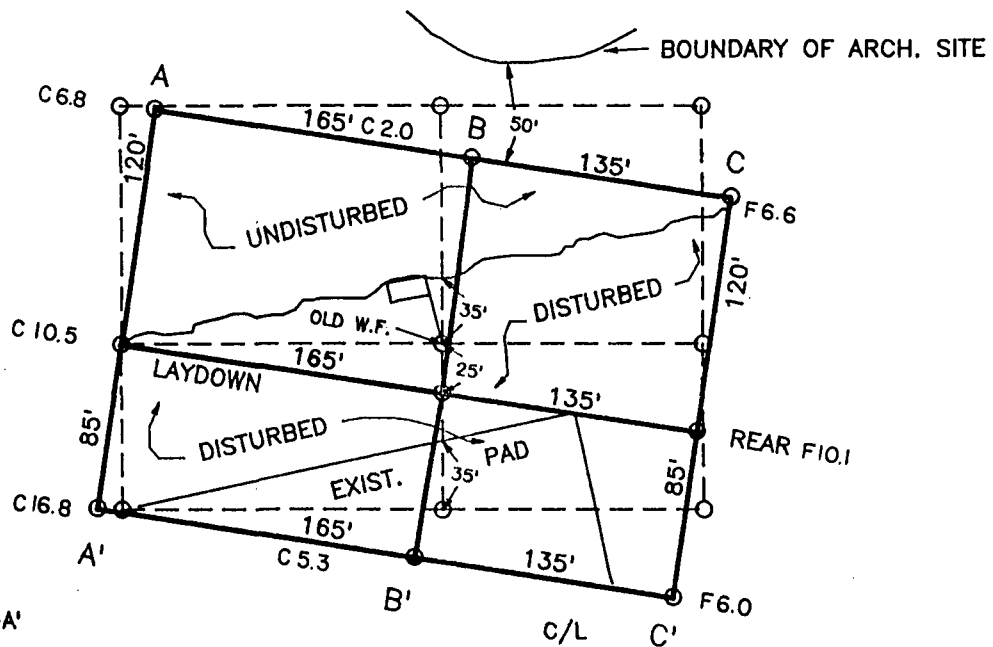 BOUNDARY OF ARCH. SITE
A
C6.8
165' C2.0
B
50'
135'
C
120'
UNDISTURBED
F6.6
120'
DISTURBED
35'
OLD W.F.
C10.5
165'
25'
LAYDOWN
135'
REAR F10.1
85'
DISTURBED
PAD
85'
35'
EXIST.
C16.8
165'
A'
C5.3
135'
B'
F6.0
C/L
C'
A'